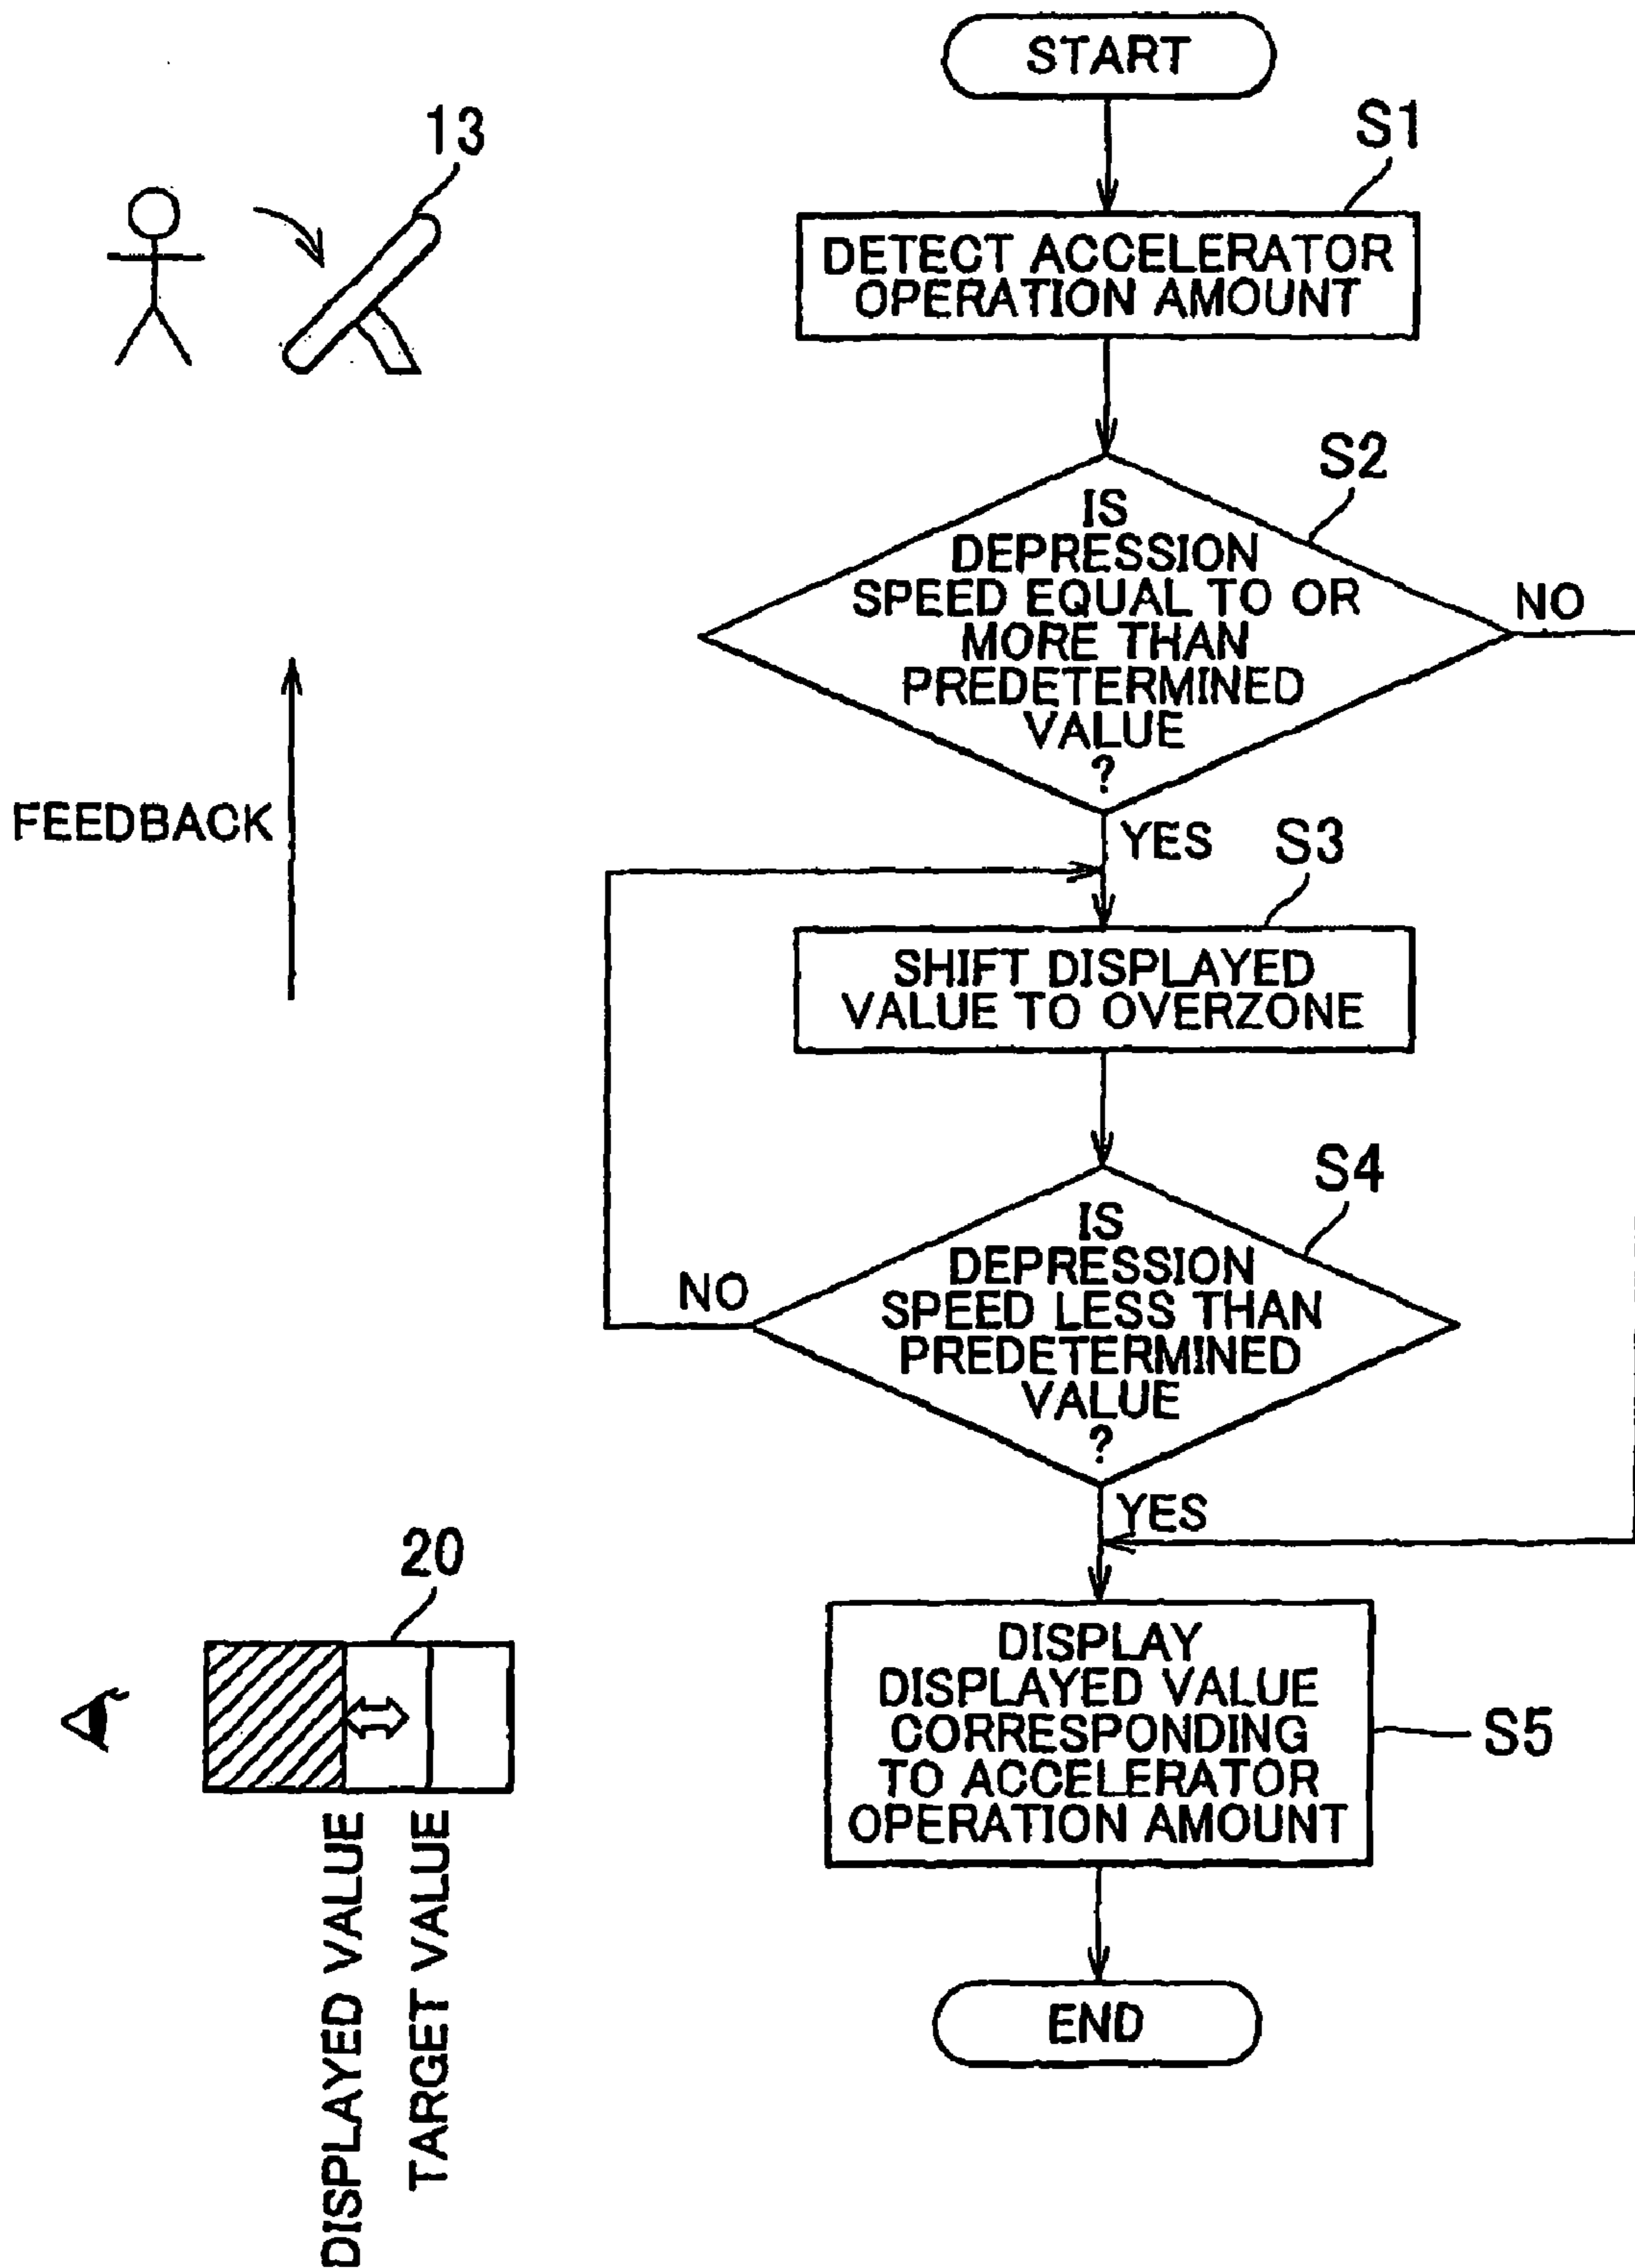 START
13
S1
DETECT ACCELERATOR
OPERATION AMOUNT
S2
IS
DEPRESSION
SPEED EQUAL TO OR
MORE THAN
PREDETERMINED
VALUE
?
NO
YES
FEEDBACK
S3
SHIFT DISPLAYED
VALUE TO OVERZONE
S4
IS
DEPRESSION
SPEED LESS THAN
PREDETERMINED
VALUE
?
NO
YES
20
DISPLAYED VALUE
TARGET VALUE
DISPLAY
DISPLAYED VALUE
CORRESPONDING
TO ACCELERATOR
OPERATION AMOUNT
S5
END